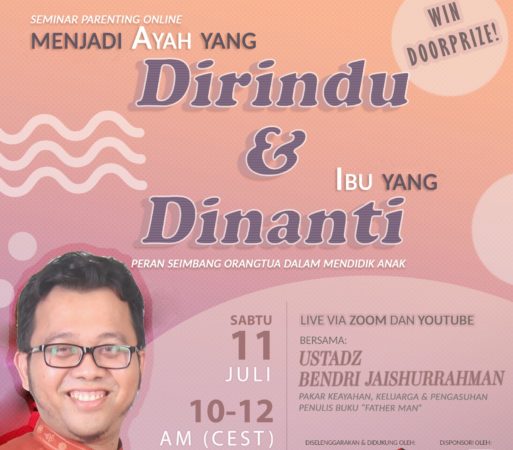 SEMINAR PARENTING ONLINE
MENJADI AYAH YANG
Dirindu
&
IBU YANG
Dinanti
PERAN SEIMBANG ORANGTUA DALAM MENDIDIK ANAK
WIN
DOORPRIZE!
SABTU
11
JULI
10-12
AM (CEST)
LIVE VIA ZOOM DAN YOUTUBE
BERSAMA:
USTADZ
BENDRI JAISHURRAHMAN
PAKAR KEAYAHAN, KELUARGA & PENGASUHAN
PENULIS BUKU "FATHER MAN"
DISELENGGARAKAN & DIDUKUNG OLEH:
DISPONSORI OLEH: